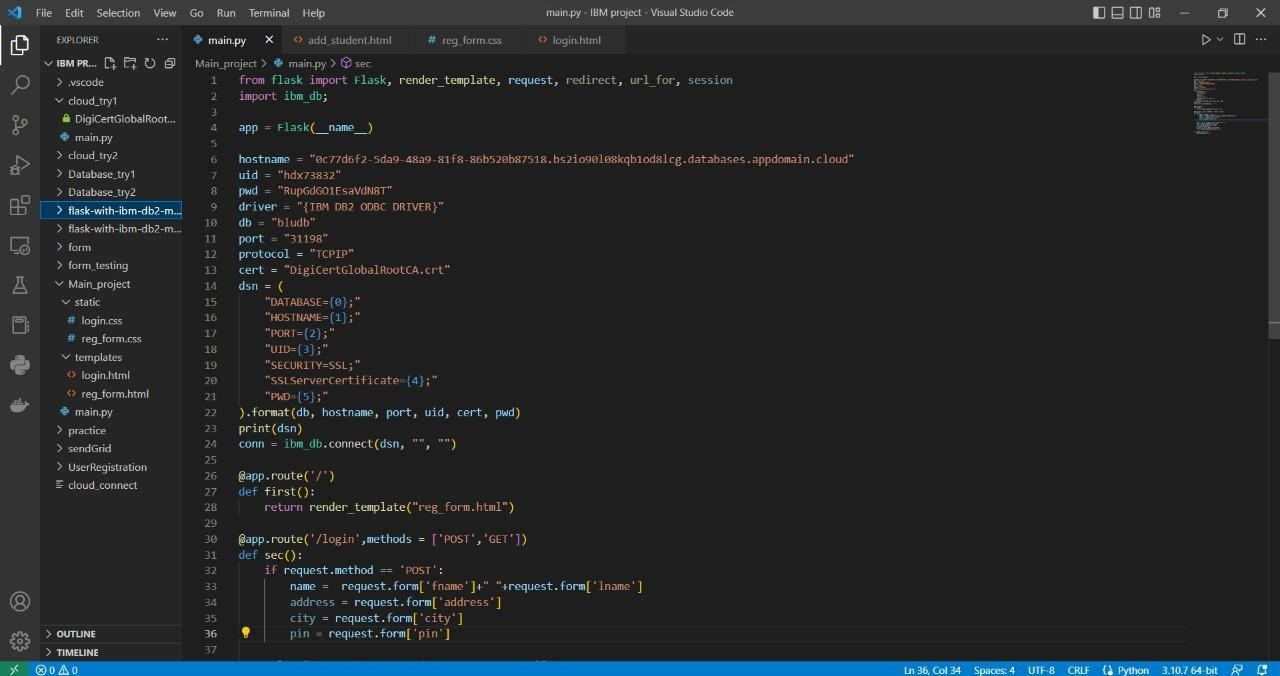 File Edit Selection View Go Run Terminal Help
main.py - IBM project - Visual Studio Code
EXPLORER
IBM PR...
.vscode
cloud_try1
DigiCertGlobalRoot...
main.py
cloud_try2
Database_try1
Database_try2
flask-with-ibm-db2-m...
flask-with-ibm-db2-m...
form
form_testing
Main_project
static
# login.css
# reg_form.css
templates
<> login.html
<> reg_form.html
main.py
practice
sendGrid
UserRegistration
cloud_connect
OUTLINE
TIMELINE
main.py <> add_student.html # reg_form.css <> login.html
Main_project > main.py > sec
1 from flask import Flask, render_template, request, redirect, url_for, session
2 import ibm_db;
3
4 app = Flask(__name__)
5
6 hostname = "0c77d6f2-5da9-48a9-81f8-86b520b87518.bs2io90l08kqb1od8lcg.databases.appdomain.cloud"
7 uid = "hdx73832"
8 pwd = "RupGdGO1EsaVdN8T"
9 driver = "{IBM DB2 ODBC DRIVER}"
10 db = "bludb"
11 port = "31198"
12 protocol = "TCPIP"
13 cert = "DigiCertGlobalRootCA.crt"
14 dsn = (
15 "DATABASE={0};"
16 "HOSTNAME={1};"
17 "PORT={2};"
18 "UID={3};"
19 "SECURITY=SSL;"
20 "SSLServerCertificate={4};"
21 "PWD={5};"
22 ).format(db, hostname, port, uid, cert, pwd)
23 print(dsn)
24 conn = ibm_db.connect(dsn, "", "")
25
26 @app.route('/')
27 def first():
28 return render_template("reg_form.html")
29
30 @app.route('/login',methods = ['POST','GET'])
31 def sec():
32 if request.method == 'POST':
33 name =  request.form['fname']+" "+request.form['lname']
34 address = request.form['address']
35 city = request.form['city']
36 pin = request.form['pin']
37
0 0
Ln 36, Col 34 Spaces: 4 UTF-8 CRLF Python 3.10.7 64-bit